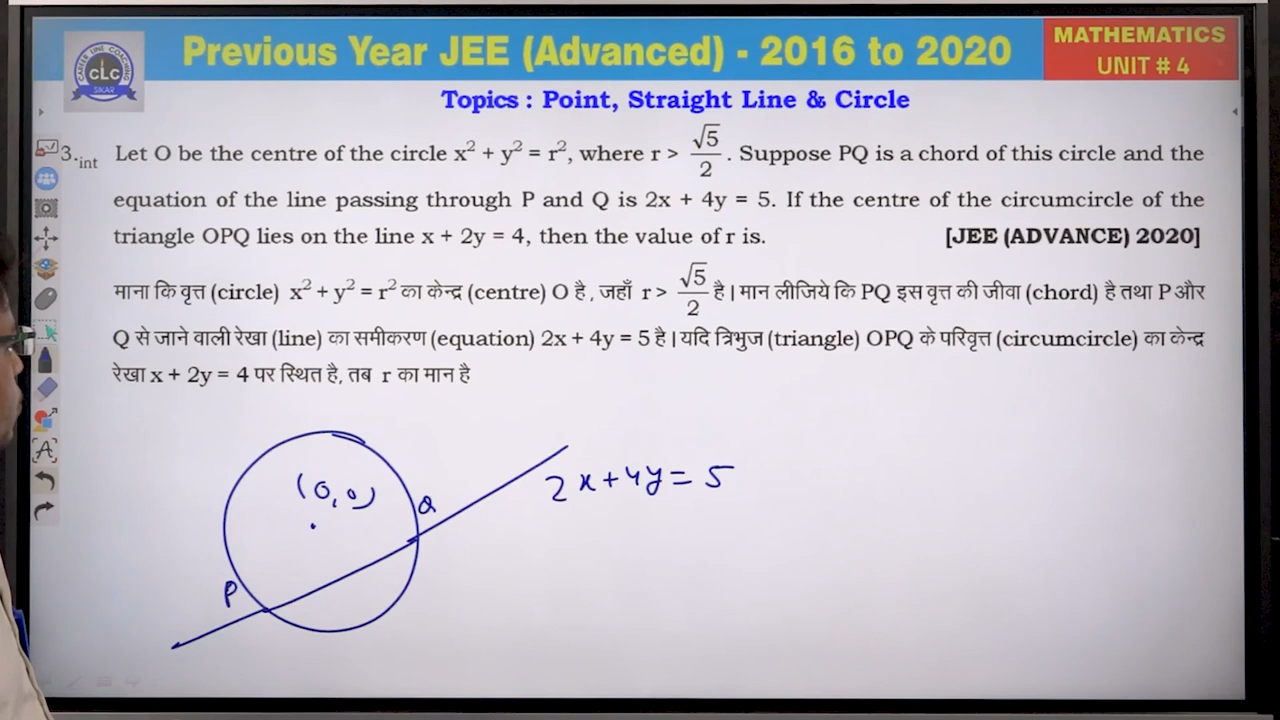 Previous Year JEE (Advanced) - 2016 to 2020
MATHEMATICS
UNIT # 4
CAREER LINE COACHING
CLC
SIKAR
Topics : Point, Straight Line & Circle
3.int Let O be the centre of the circle x² + y² = r², where r > √5/2 . Suppose PQ is a chord of this circle and the
equation of the line passing through P and Q is 2x + 4y = 5. If the centre of the circumcircle of the
triangle OPQ lies on the line x + 2y = 4, then the value of r is. [JEE (ADVANCE) 2020]
माना कि वृत्त (circle) x² + y² = r² का केन्द्र (centre) O है , जहाँ r > √5/2 है। मान लीजिये कि PQ इस वृत्त की जीवा (chord) है तथा P और
Q से जाने वाली रेखा (line) का समीकरण (equation) 2x + 4y = 5 है। यदि त्रिभुज (triangle) OPQ के परिवृत्त (circumcircle) का केन्द्र
रेखा x + 2y = 4 पर स्थित है, तब r का मान है
(0,0)
2x+4y= 5
Q
P
A